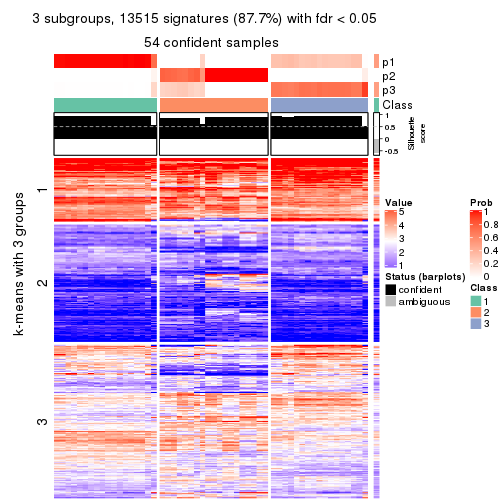 3 subgroups, 13515 signatures (87.7%) with fdr < 0.05
54 confident samples
p1
p2
p3
Class
1
0.5
0
-0.5
Silhouette
score
k-means with 3 groups
1
2
3
Value
5
4
3
2
1
Status (barplots)
confident
ambiguous
Prob
1
0.8
0.6
0.4
0.2
0
Class
1
2
3